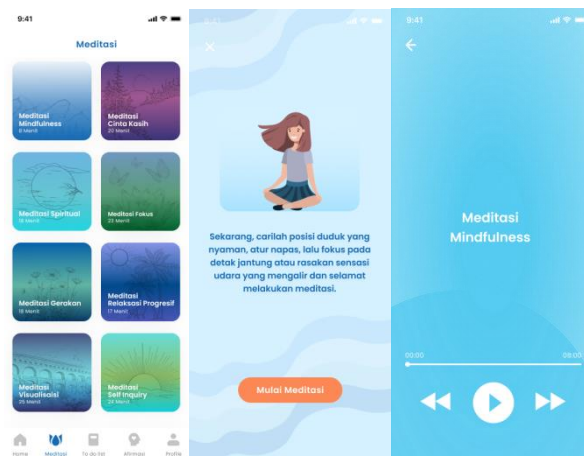 9:41
Meditasi
Meditasi
Mindfulness
8 Menit
Meditasi
Cinta Kasih
20 Menit
Meditasi Spiritual
18 Menit
Meditasi Fokus
23 Menit
Meditasi Gerakan
18 Menit
Meditasi
Relaksasi Progresif
17 Menit
Meditasi
Visualisasi
25 Menit
Meditasi
Self Inquiry
24 Menit
Home
Meditasi
To do list
Afirmasi
Profile
9:41
Sekarang, carilah posisi duduk yang
nyaman, atur napas, lalu fokus pada
detak jantung atau rasakan sensasi
udara yang mengalir dan selamat
melakukan meditasi.
Mulai Meditasi
9:41
Meditasi
Mindfulness
00:00
08:00